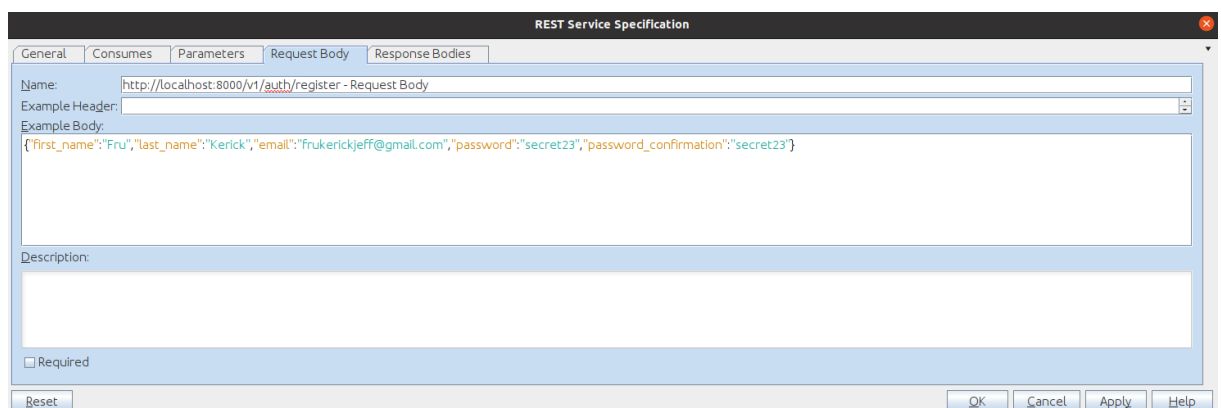 REST Service Specification
General Consumes Parameters Request Body Response Bodies
Name: http://localhost:8000/v1/auth/register - Request Body
Example Header:
Example Body:
{"first_name":"Fru","last_name":"Kerick","email":"frukerickjeff@gmail.com","password":"secret23","password_confirmation":"secret23"}
Description:
Required
Reset OK Cancel Apply Help